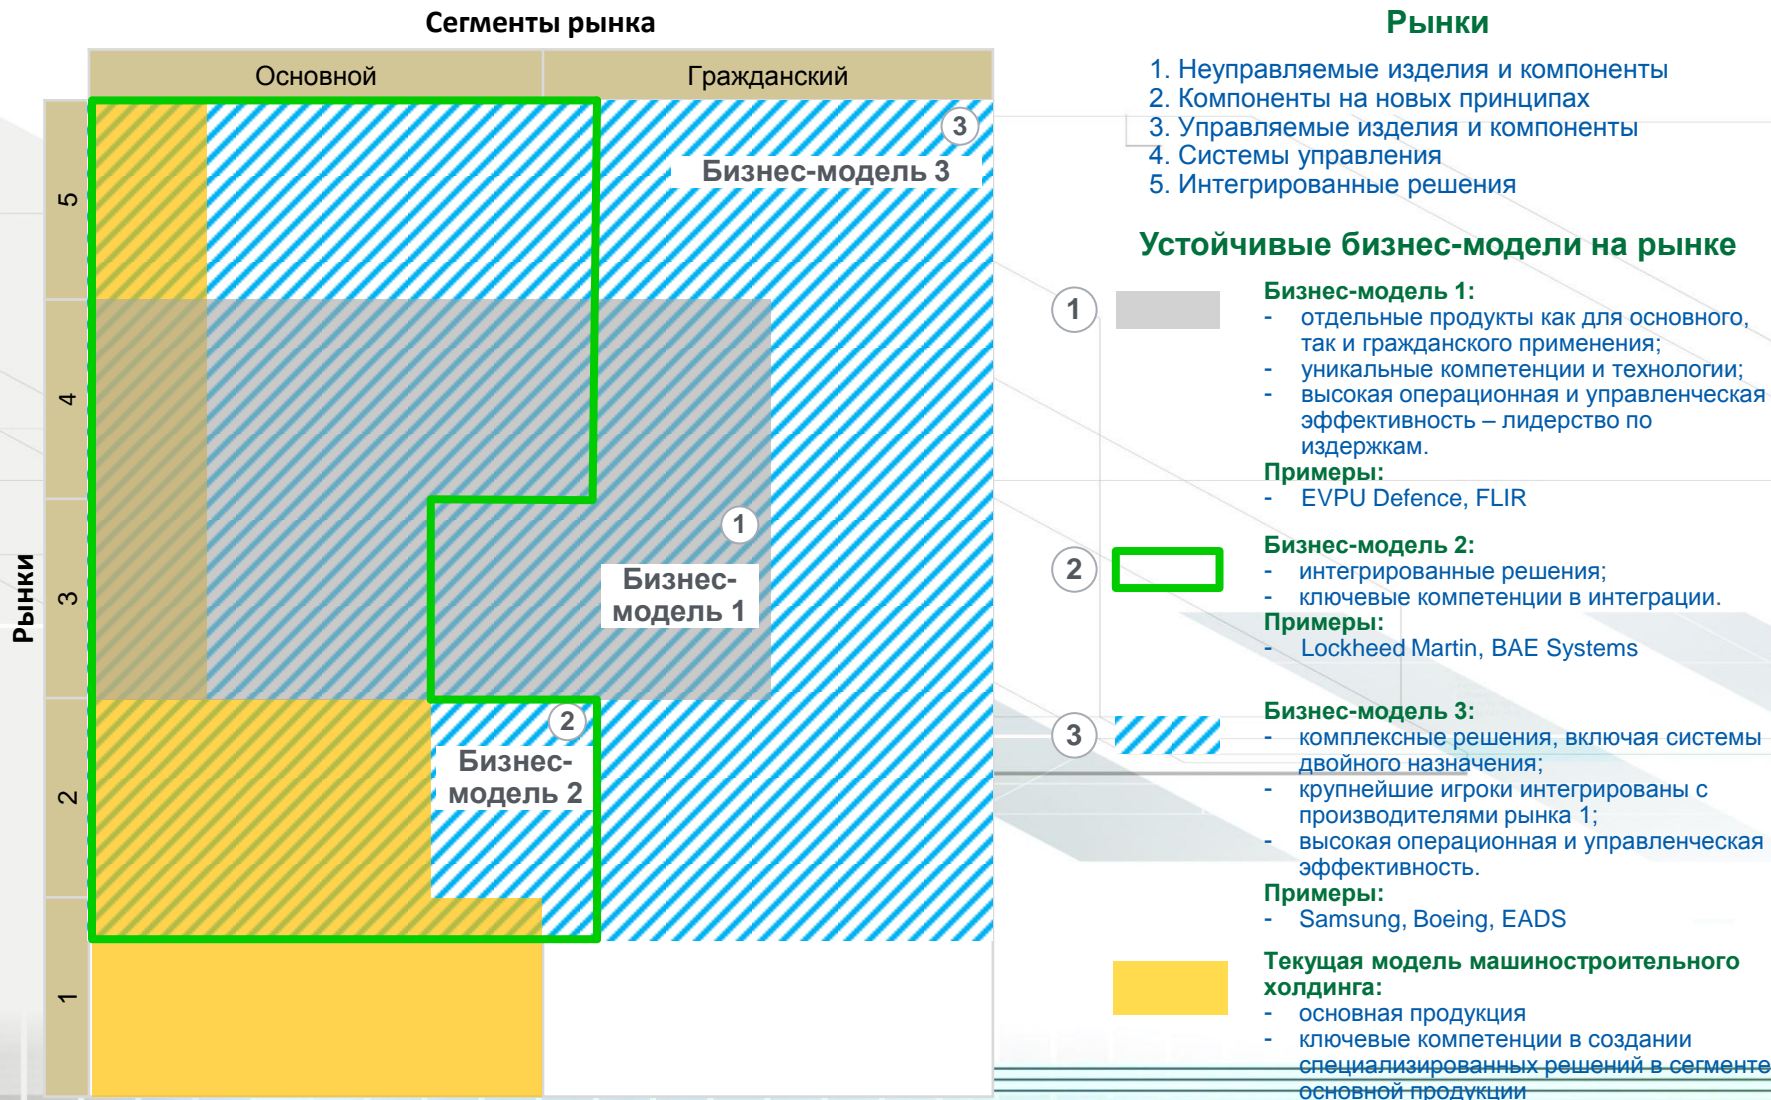 Сегменты рынка
Основной
Гражданский
Рынки
5
4
3
2
1
3
Бизнес-модель 3
1
Бизнес-
модель 1
2
Бизнес-
модель 2
Рынки
1. Неуправляемые изделия и компоненты
2. Компоненты на новых принципах
3. Управляемые изделия и компоненты
4. Системы управления
5. Интегрированные решения
Устойчивые бизнес-модели на рынке
1
Бизнес-модель 1:
- отдельные продукты как для основного,
так и гражданского применения;
- уникальные компетенции и технологии;
- высокая операционная и управленческая
эффективность – лидерство по
издержкам.
Примеры:
- EVPU Defence, FLIR
2
Бизнес-модель 2:
- интегрированные решения;
- ключевые компетенции в интеграции.
Примеры:
- Lockheed Martin, BAE Systems
3
Бизнес-модель 3:
- комплексные решения, включая системы
двойного назначения;
- крупнейшие игроки интегрированы с
производителями рынка 1;
- высокая операционная и управленческая
эффективность.
Примеры:
- Samsung, Boeing, EADS
Текущая модель машиностроительного
холдинга:
- основная продукция
- ключевые компетенции в создании
специализированных решений в сегменте
основной продукции